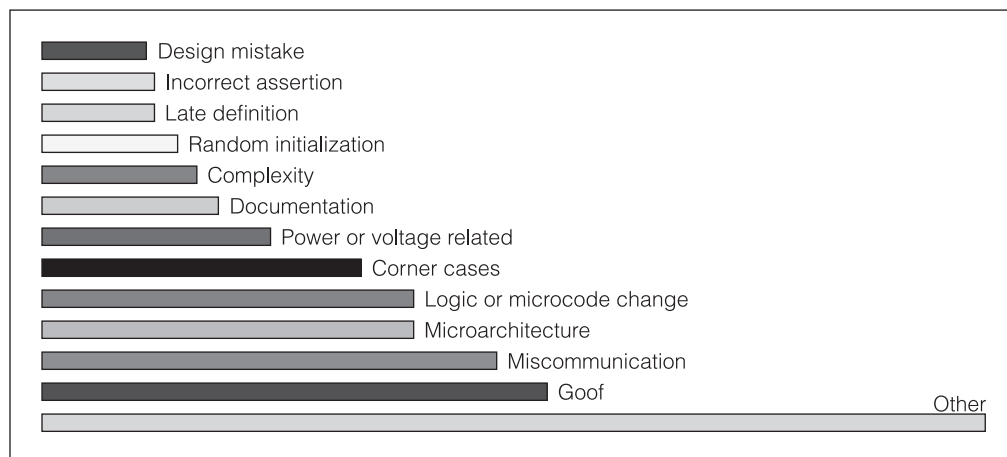 Design mistake
Incorrect assertion
Late definition
Random initialization
Complexity
Documentation
Power or voltage related
Corner cases
Logic or microcode change
Microarchitecture
Miscommunication
Goof
Other